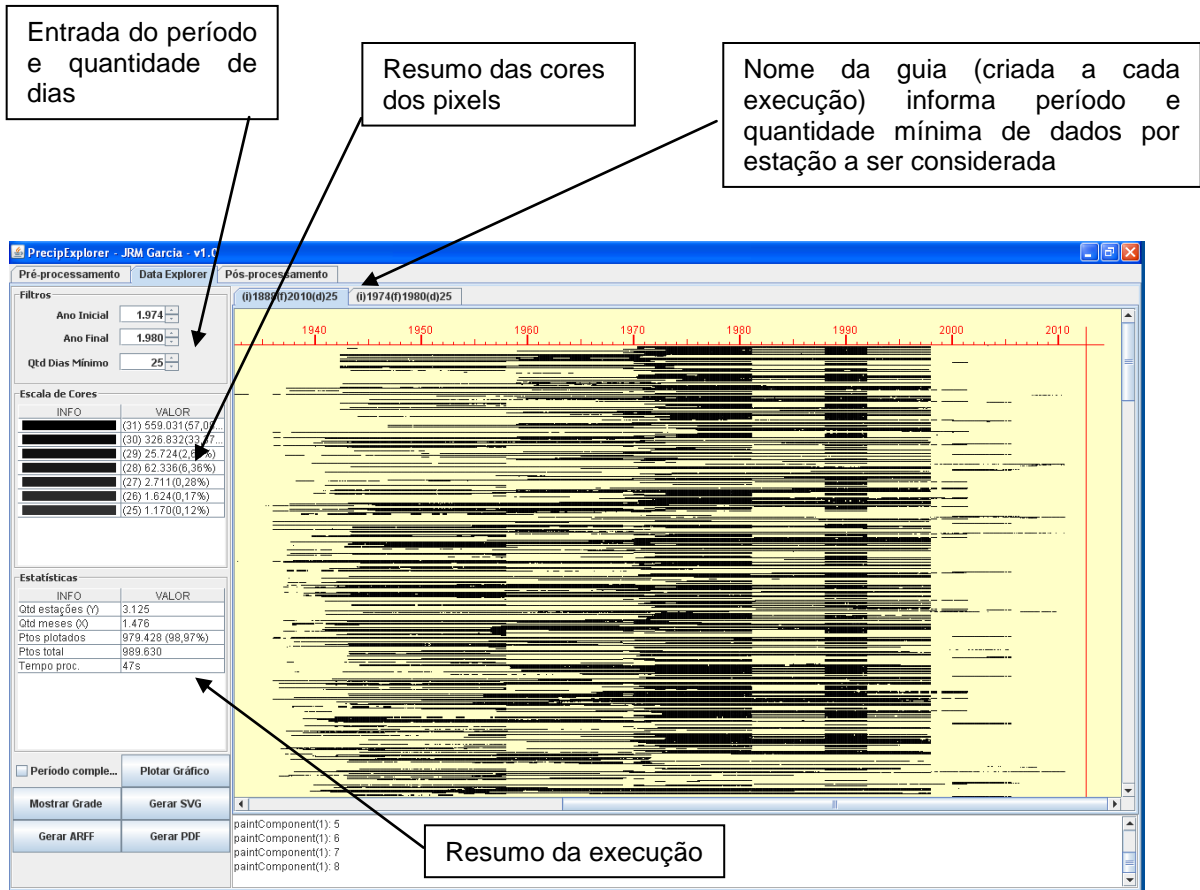 Entrada do período
e quantidade de
dias
Resumo das cores
dos pixels
Nome da guia (criada a cada
execução) informa período e
quantidade mínima de dados por
estação a ser considerada
PrecipExplorer - JRM Garcia - v1.0
Pré-processamento Data Explorer Pós-processamento
Filtros
Ano Inicial 1.974
Ano Final 1.980
Qtd Dias Mínimo 25
Escala de Cores
INFO VALOR
(31) 559.031(57,08...
(30) 326.832(33,37...
(29) 25.724(2,6 %)
(28) 62.336(6,36%)
(27) 2.711(0,28%)
(26) 1.624(0,17%)
(25) 1.170(0,12%)
Estatísticas
INFO VALOR
Qtd estações (Y) 3.125
Qtd meses (X) 1.476
Ptos plotados 979.428 (98,97%)
Ptos total 989.630
Tempo proc. 47s
Período comple... Plotar Gráfico
Mostrar Grade Gerar SVG
Gerar ARFF Gerar PDF
(i)1888(f)2010(d)25 (i)1974(f)1980(d)25
1940 1950 1960 1970 1980 1990 2000 2010
paintComponent(1): 5
paintComponent(1): 6
paintComponent(1): 7
paintComponent(1): 8
Resumo da execução